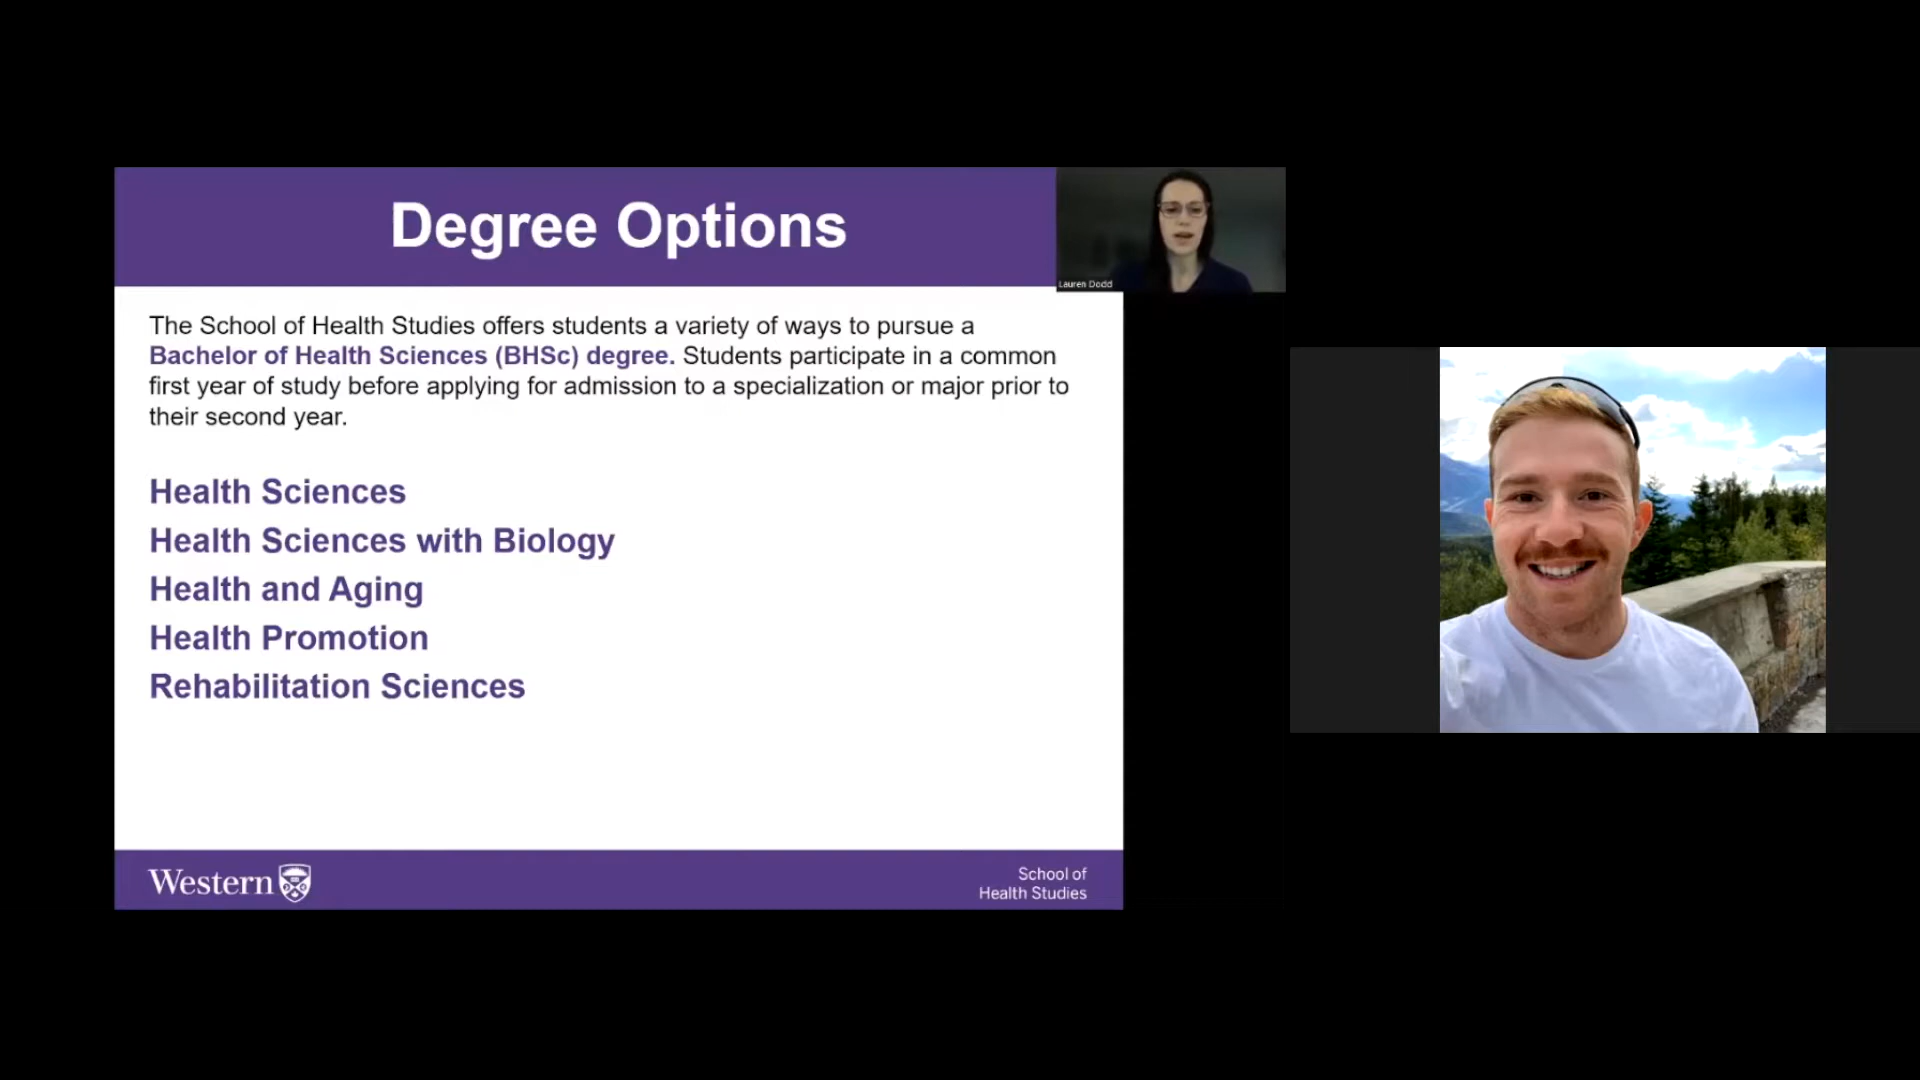 Degree Options
Lauren Dodd
The School of Health Studies offers students a variety of ways to pursue a
Bachelor of Health Sciences (BHSc) degree. Students participate in a common
first year of study before applying for admission to a specialization or major prior to
their second year.
Health Sciences
Health Sciences with Biology
Health and Aging
Health Promotion
Rehabilitation Sciences
Western
School of
Health Studies